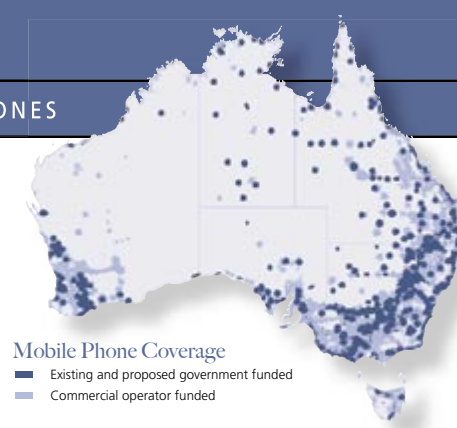 ONES
Mobile Phone Coverage
Existing and proposed government funded
Commercial operator funded